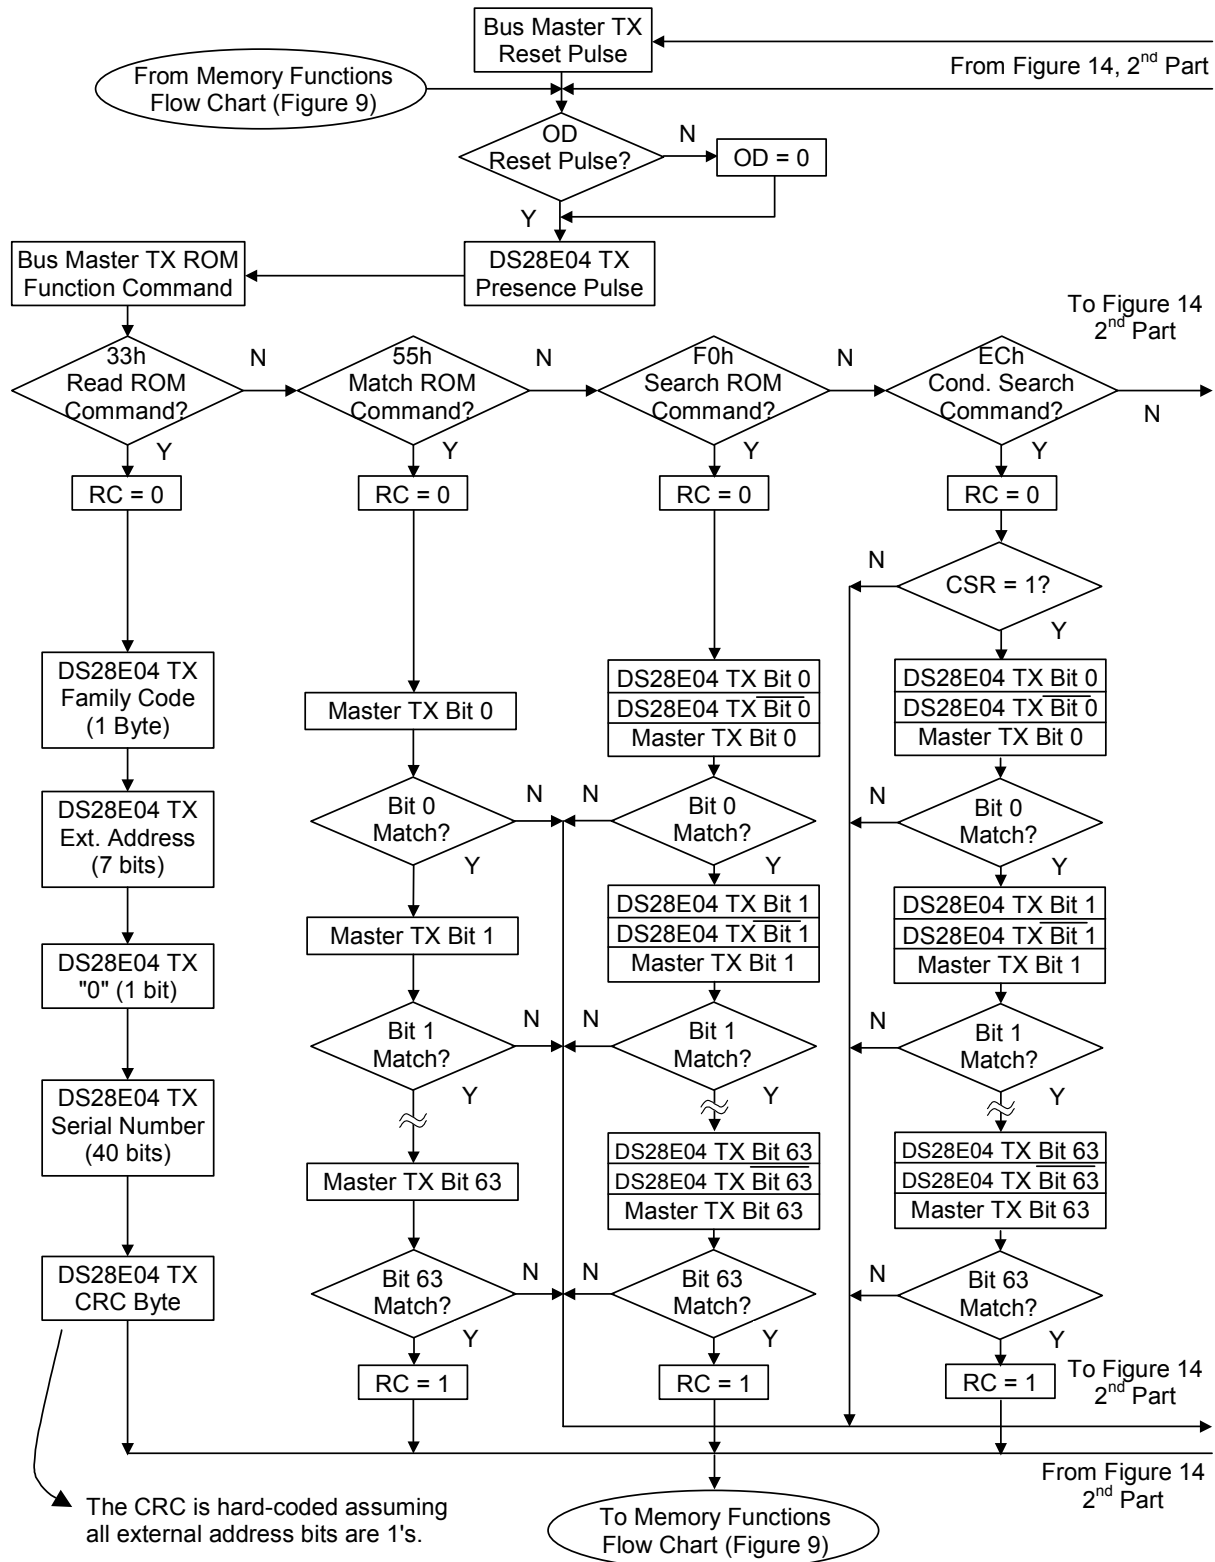 Bus Master TX
Reset Pulse
From Figure 14, 2nd Part
From Memory Functions
Flow Chart (Figure 9)
OD
Reset Pulse?
N
OD = 0
Y
Bus Master TX ROM
Function Command
DS28E04 TX
Presence Pulse
To Figure 14
2nd Part
33h
Read ROM
Command?
N
Y
55h
Match ROM
Command?
N
Y
F0h
Search ROM
Command?
N
Y
ECh
Cond. Search
Command?
N
Y
RC = 0
RC = 0
RC = 0
RC = 0
N
CSR = 1?
Y
DS28E04 TX
Family Code
(1 Byte)
DS28E04 TX
Ext. Address
(7 bits)
DS28E04 TX
"0" (1 bit)
DS28E04 TX
Serial Number
(40 bits)
DS28E04 TX
CRC Byte
Master TX Bit 0
Bit 0
Match?
N
Y
Master TX Bit 1
Bit 1
Match?
N
Y
Master TX Bit 63
Bit 63
Match?
N
Y
RC = 1
DS28E04 TX Bit 0
DS28E04 TX B̅i̅t̅ ̅0̅
Master TX Bit 0
N
Bit 0
Match?
Y
DS28E04 TX Bit 1
DS28E04 TX B̅i̅t̅ ̅1̅
Master TX Bit 1
N
Bit 1
Match?
Y
DS28E04 TX Bit 63
DS28E04 TX B̅i̅t̅ ̅6̅3̅
Master TX Bit 63
N
Bit 63
Match?
Y
RC = 1
DS28E04 TX Bit 0
DS28E04 TX B̅i̅t̅ ̅0̅
Master TX Bit 0
N
Bit 0
Match?
Y
DS28E04 TX Bit 1
DS28E04 TX B̅i̅t̅ ̅1̅
Master TX Bit 1
N
Bit 1
Match?
Y
DS28E04 TX Bit 63
DS28E04 TX B̅i̅t̅ ̅6̅3̅
Master TX Bit 63
N
Bit 63
Match?
Y
RC = 1
To Figure 14
2nd Part
From Figure 14
2nd Part
The CRC is hard-coded assuming
all external address bits are 1's.
To Memory Functions
Flow Chart (Figure 9)